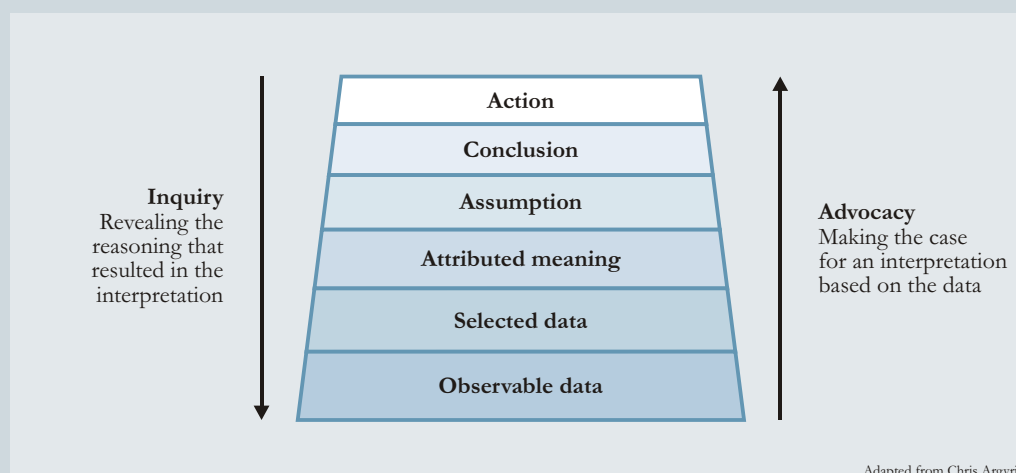 Action
Conclusion
Assumption
Attributed meaning
Selected data
Observable data
Inquiry
Revealing the
reasoning that
resulted in the
interpretation
Advocacy
Making the case
for an interpretation
based on the data
Adapted from Chris